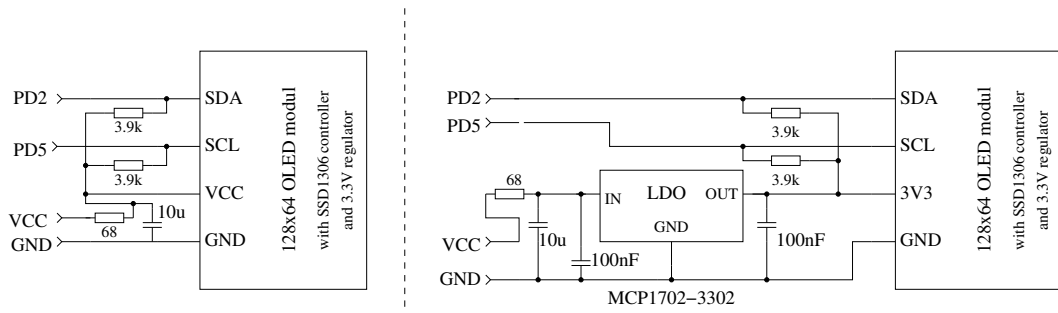 PD2
SDA
3.9k
PD5
SCL
3.9k
VCC
VCC
10u
68
GND
GND
128x64 OLED modul
with SSD1306 controller
and 3.3V regulator
PD2
SDA
PD5
3.9k
SCL
3.9k
68
IN
LDO
OUT
3V3
GND
VCC
10u
100nF
100nF
GND
GND
MCP1702-3302
128x64 OLED modul
with SSD1306 controller
and 3.3V regulator